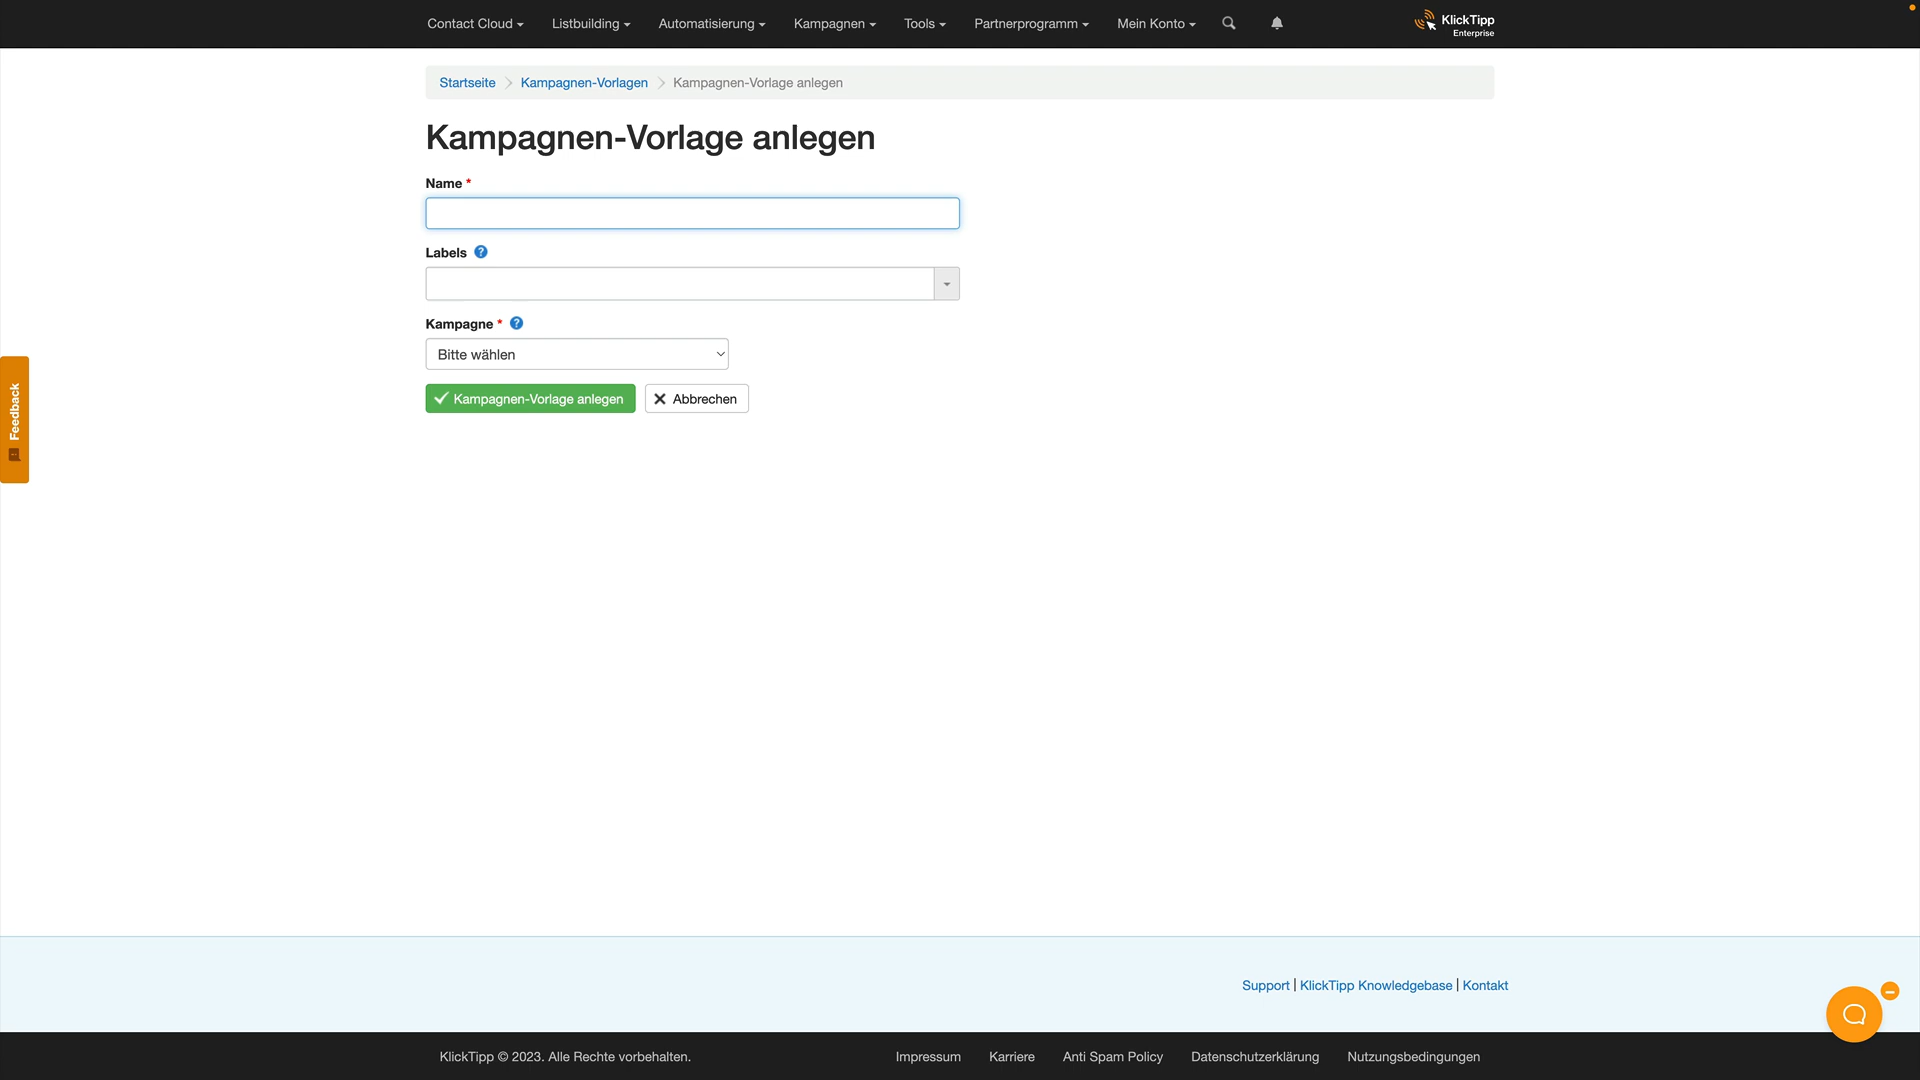 Contact Cloud Listbuilding Automatisierung Kampagnen Tools Partnerprogramm Mein Konto KlickTipp
Enterprise
Startseite Kampagnen-Vorlagen Kampagnen-Vorlage anlegen
Kampagnen-Vorlage anlegen
Name *
Labels ?
Kampagne * ?
Bitte wählen
Kampagnen-Vorlage anlegen Abbrechen
Feedback
Support | KlickTipp Knowledgebase | Kontakt
KlickTipp © 2023. Alle Rechte vorbehalten. Impressum Karriere Anti Spam Policy Datenschutzerklärung Nutzungsbedingungen